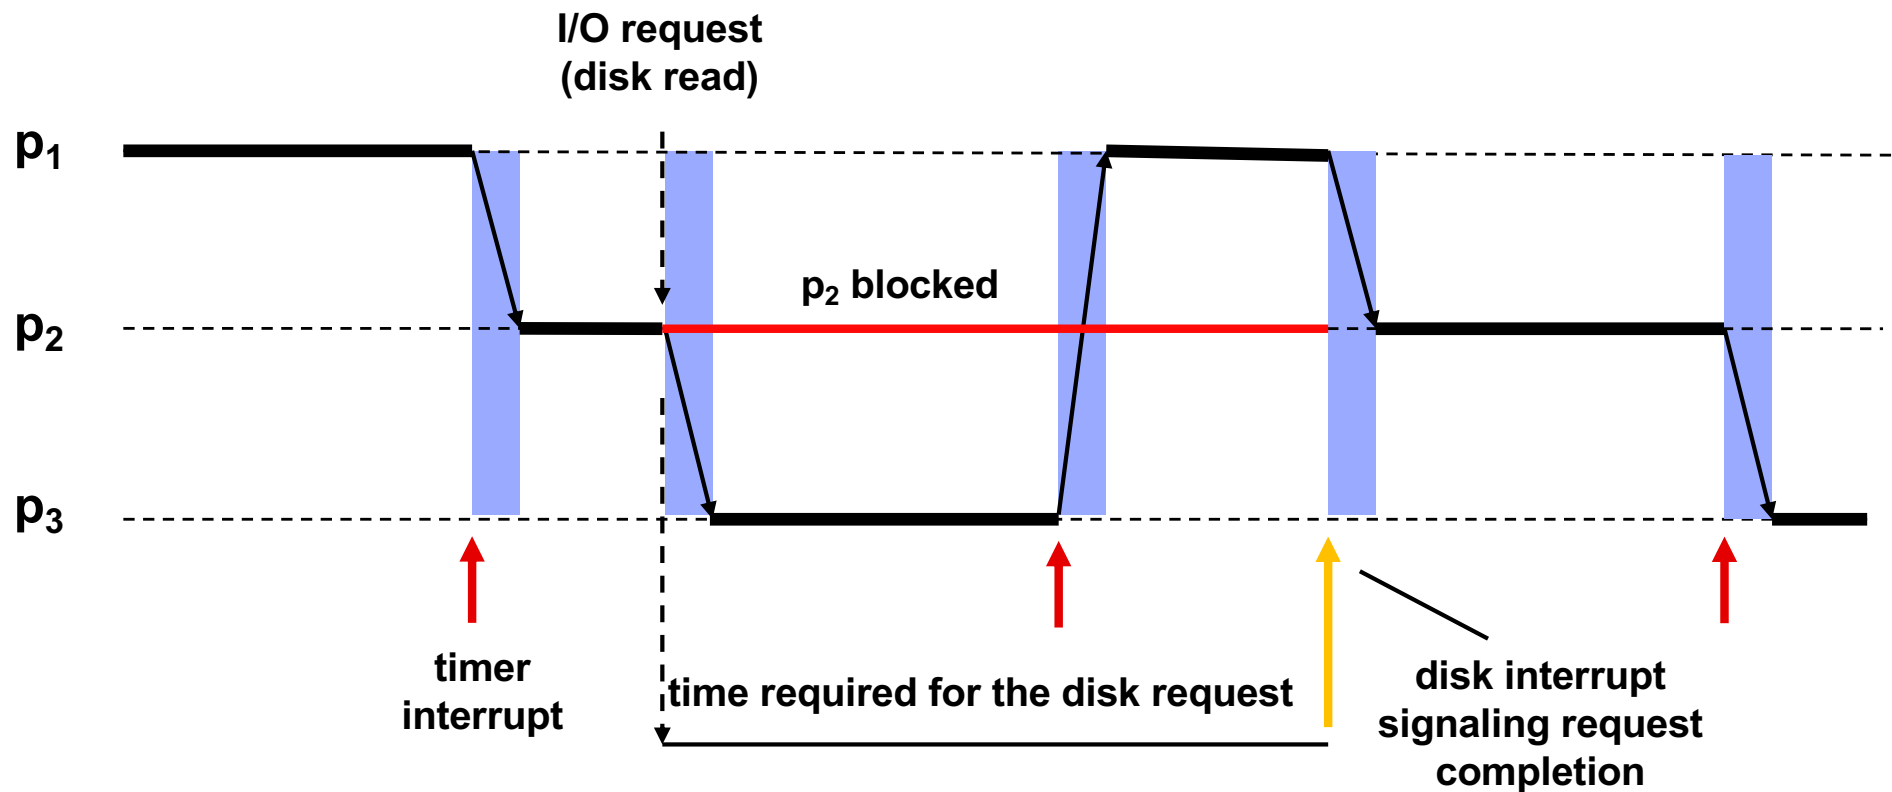 I/O request
(disk read)
p₁
p₂ blocked
p₂
p₃
timer
interrupt
time required for the disk request
disk interrupt
signaling request
completion